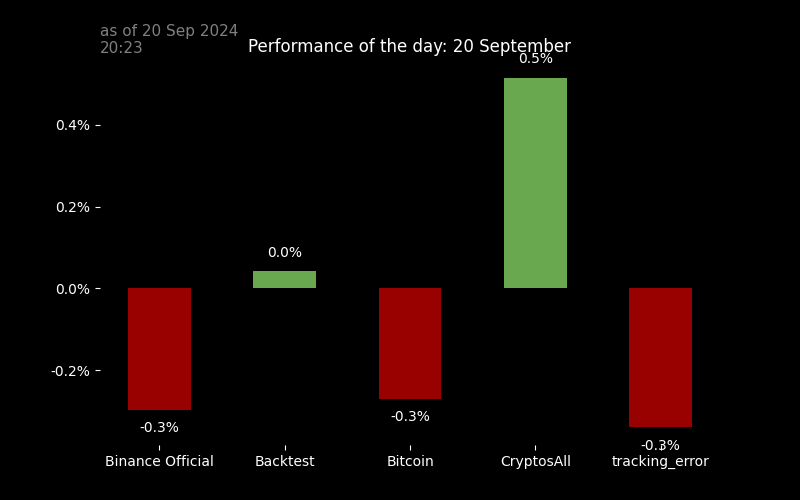 as of 20 Sep 2024
20:23
Performance of the day: 20 September
0.5%
0.4%
0.2%
0.0%
0.0%
-0.2%
-0.3%
-0.3%
-0.3%
Binance Official
Backtest
Bitcoin
CryptosAll
tracking_error